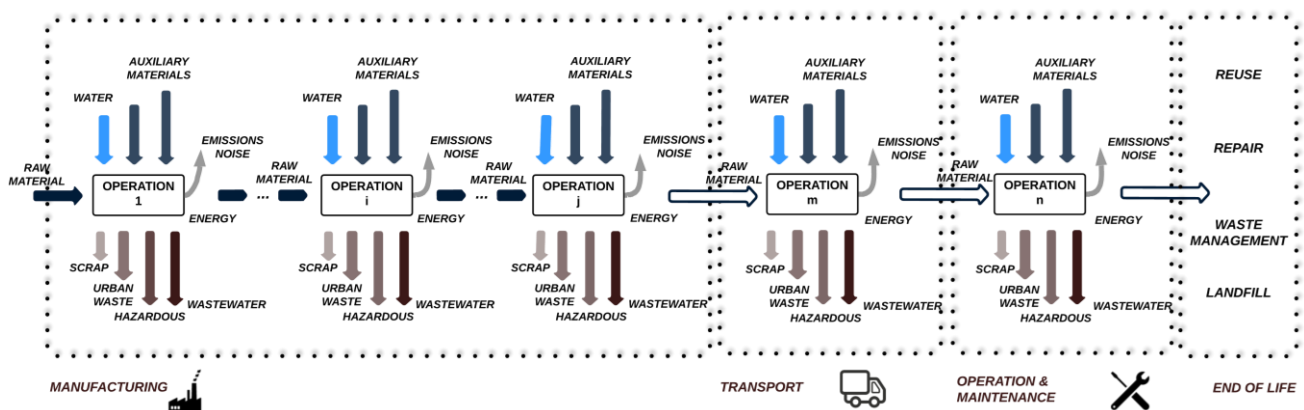 AUXILIARY
MATERIALS
WATER
EMISSIONS
NOISE
RAW
MATERIAL
OPERATION
1
...
ENERGY
SCRAP
URBAN
WASTE
HAZARDOUS
WASTEWATER
AUXILIARY
MATERIALS
WATER
EMISSIONS
NOISE
RAW
MATERIAL
OPERATION
i
...
ENERGY
SCRAP
URBAN
WASTE
HAZARDOUS
WASTEWATER
AUXILIARY
MATERIALS
WATER
EMISSIONS
NOISE
RAW
MATERIAL
OPERATION
j
ENERGY
SCRAP
URBAN
WASTE
HAZARDOUS
WASTEWATER
MANUFACTURING
AUXILIARY
MATERIALS
WATER
EMISSIONS
NOISE
RAW
MATERIAL
OPERATION
m
ENERGY
SCRAP
URBAN
WASTE
HAZARDOUS
WASTEWATER
TRANSPORT
AUXILIARY
MATERIALS
WATER
EMISSIONS
NOISE
RAW
MATERIAL
OPERATION
n
ENERGY
SCRAP
URBAN
WASTE
HAZARDOUS
WASTEWATER
OPERATION &
MAINTENANCE
REUSE
REPAIR
WASTE
MANAGEMENT
LANDFILL
END OF LIFE